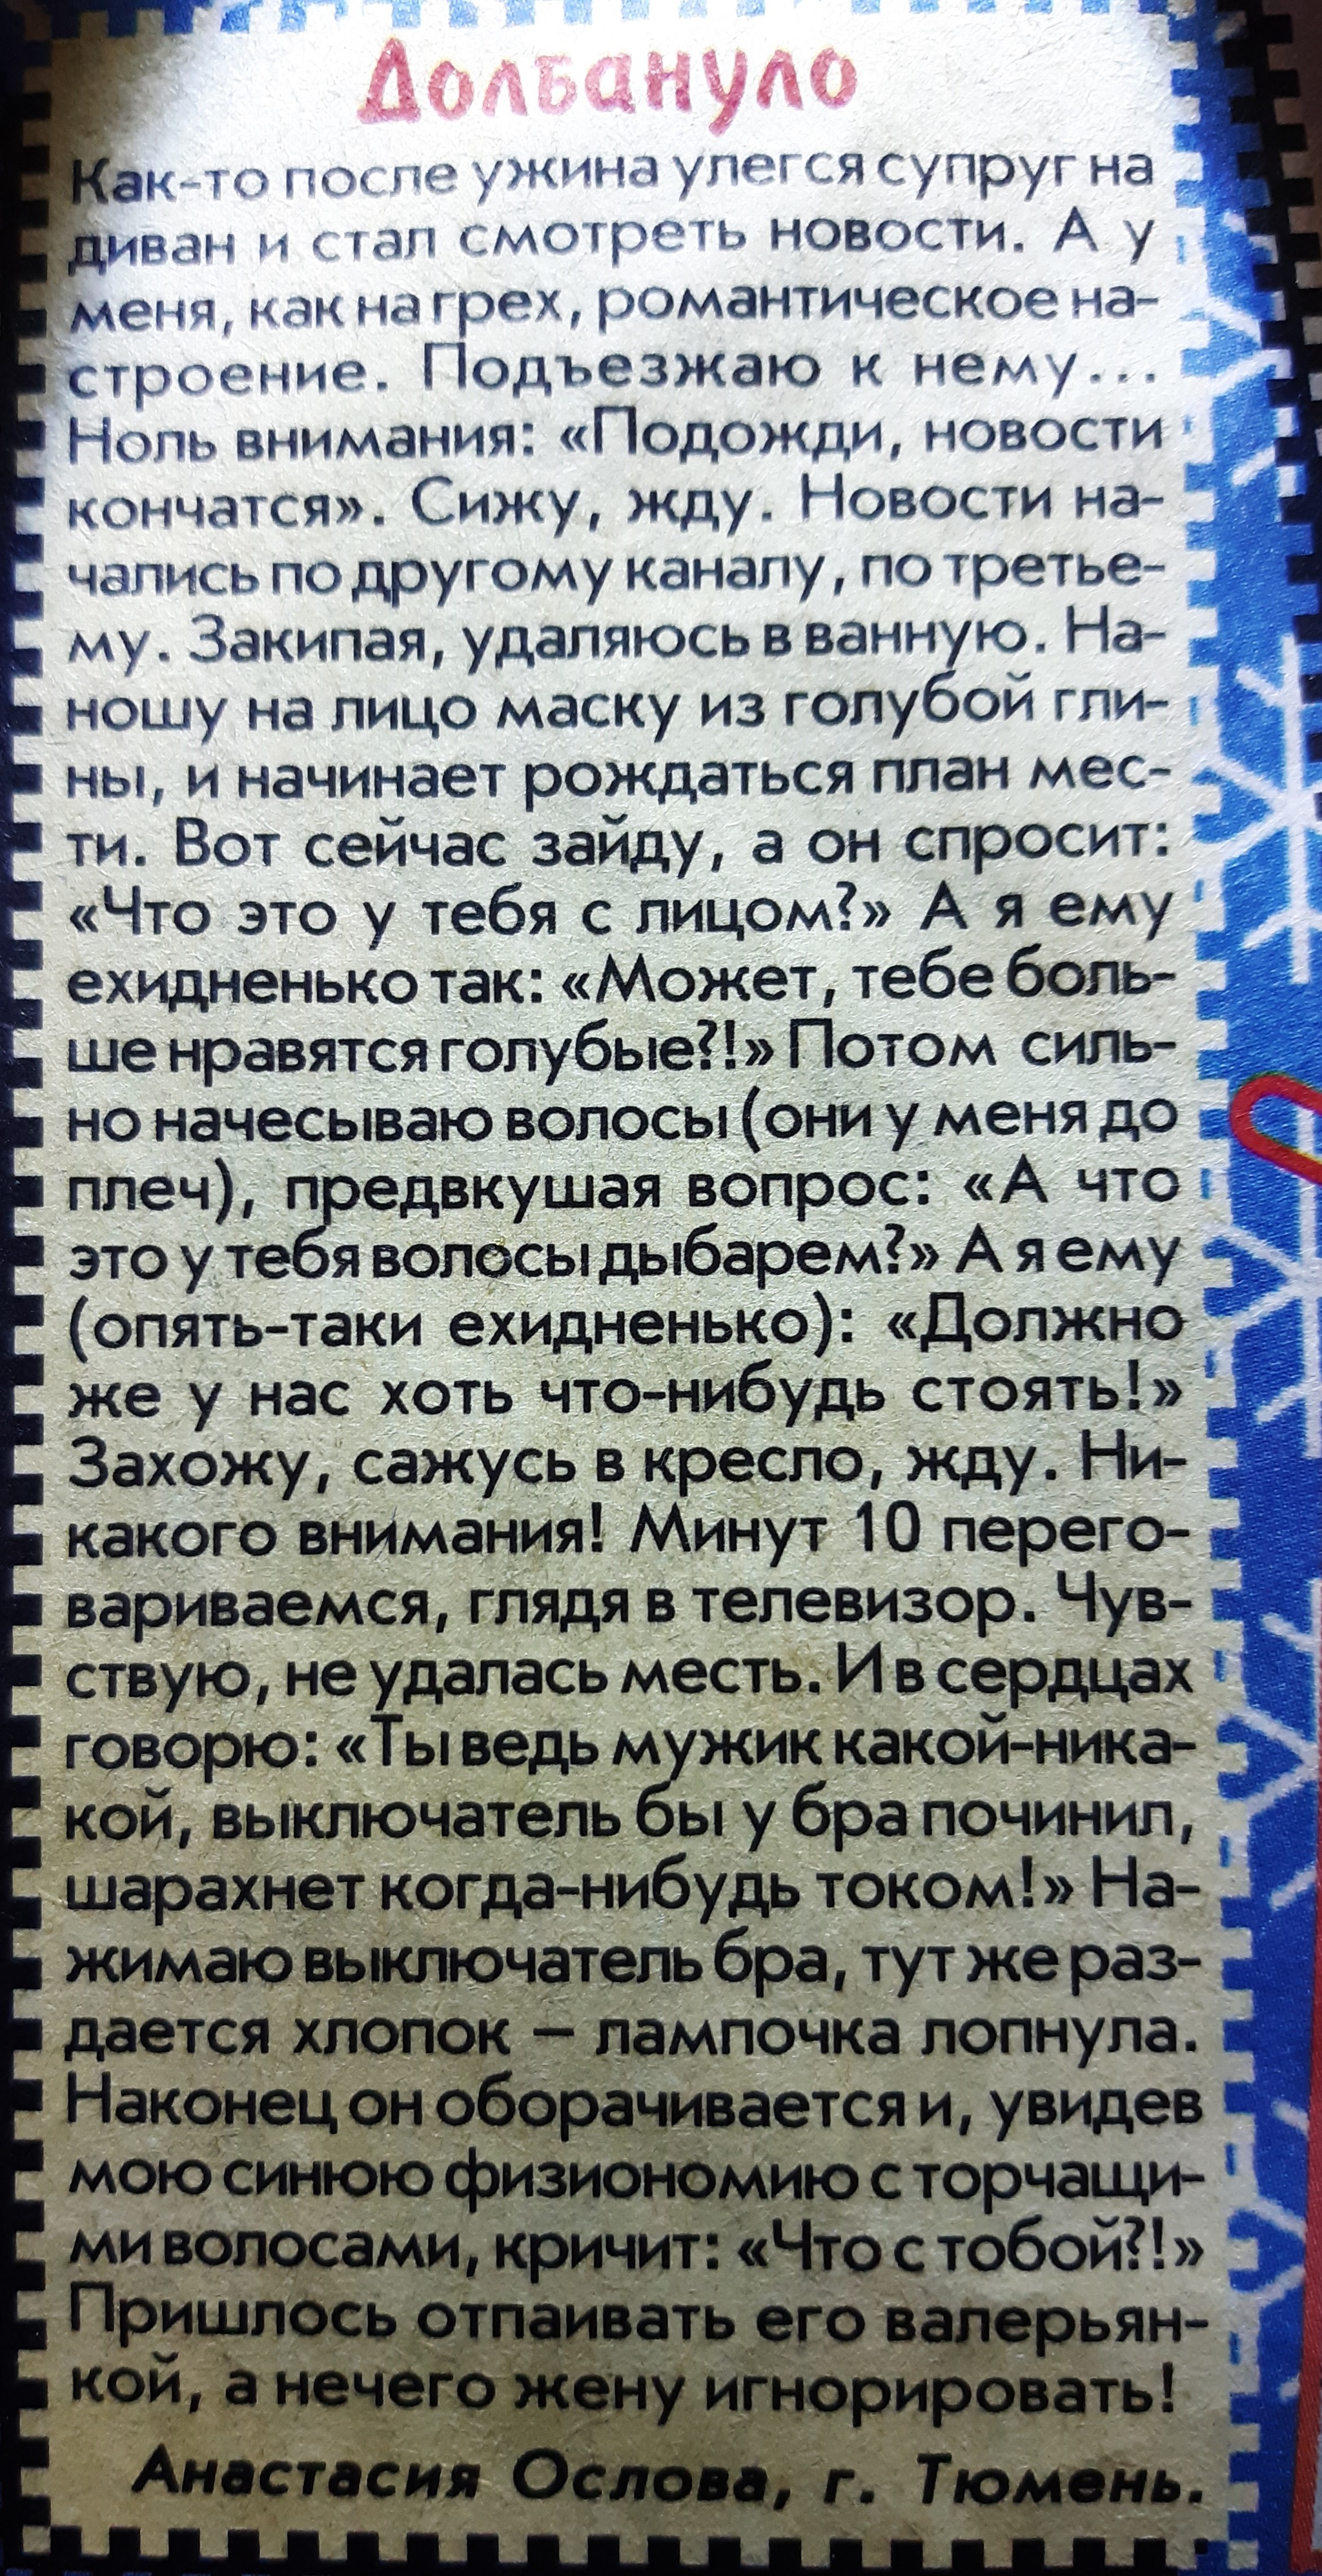 Долбануло
Как-то после ужина улегся супруг на
диван и стал смотреть новости. А у
меня, как на грех, романтическое на-
строение. Подъезжаю к нему...
Ноль внимания: «Подожди, новости
кончатся». Сижу, жду. Новости на-
чались по другому каналу, по третье-
му. Закипая, удаляюсь в ванную. На-
ношу на лицо маску из голубой гли-
ны, и начинает рождаться план мес-
ти. Вот сейчас зайду, а он спросит:
«Что это у тебя с лицом?» А я ему
ехидненько так: «Может, тебе боль-
ше нравятся голубые?!» Потом силь-
но начесываю волосы (они у меня до
плеч), предвкушая вопрос: «А что
это у тебя волосы дыбарем?» А я ему
(опять-таки ехидненько): «Должно
же у нас хоть что-нибудь стоять!»
Захожу, сажусь в кресло, жду. Ни-
какого внимания! Минут 10 перего-
вариваемся, глядя в телевизор. Чув-
ствую, не удалась месть. И в сердцах
говорю: «Ты ведь мужик какой-ника-
кой, выключатель бы у бра починил,
шарахнет когда-нибудь током!» На-
жимаю выключатель бра, тут же раз-
дается хлопок – лампочка лопнула.
Наконец он оборачивается и, увидев
мою синюю физиономию с торчащи-
ми волосами, кричит: «Что с тобой?!»
Пришлось отпаивать его валерьян-
кой, а нечего жену игнорировать!
Анастасия Ослова, г. Тюмень.